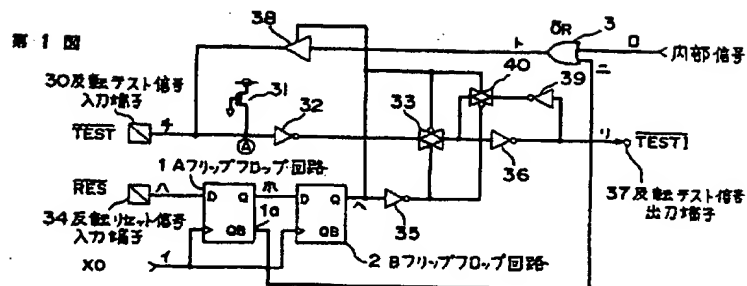 第1図
38
OR
3
ト
ロ
内部信号
ニ
30反転テスト信号
入力端子
31
40
39
チ
32
33
TEST
A
36
リ
TEST1
37反転テスト信号
出力端子
1 Aフリップフロップ回路
RES
ハ
D
Q
ホ
1a
D
Q
ヘ
35
34反転リセット信号
入力端子
QB
QB
XO
イ
2 Bフリップフロップ回路